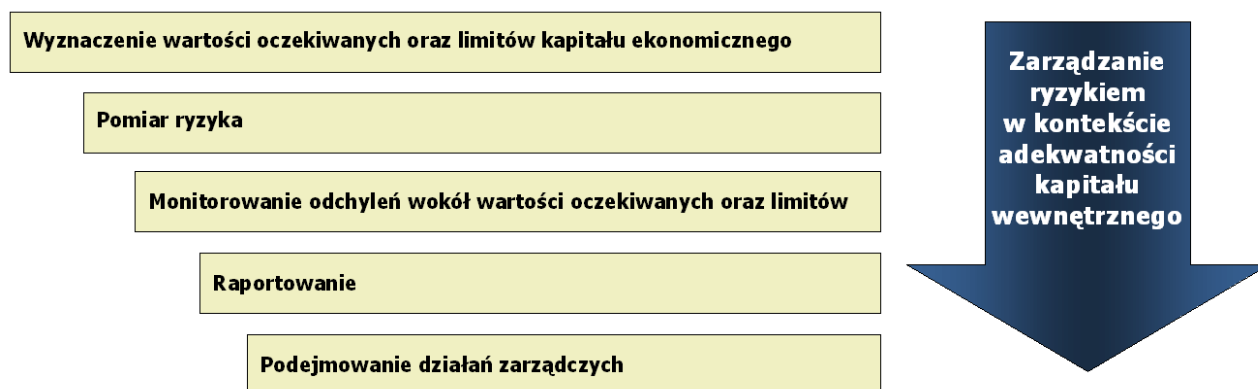 Wyznaczenie wartości oczekiwanych oraz limitów kapitału ekonomicznego
Pomiar ryzyka
Monitorowanie odchyleń wokół wartości oczekiwanych oraz limitów
Raportowanie
Podejmowanie działań zarządczych
Zarządzanie
ryzykiem
w kontekście
adekwatności
kapitału
wewnętrznego